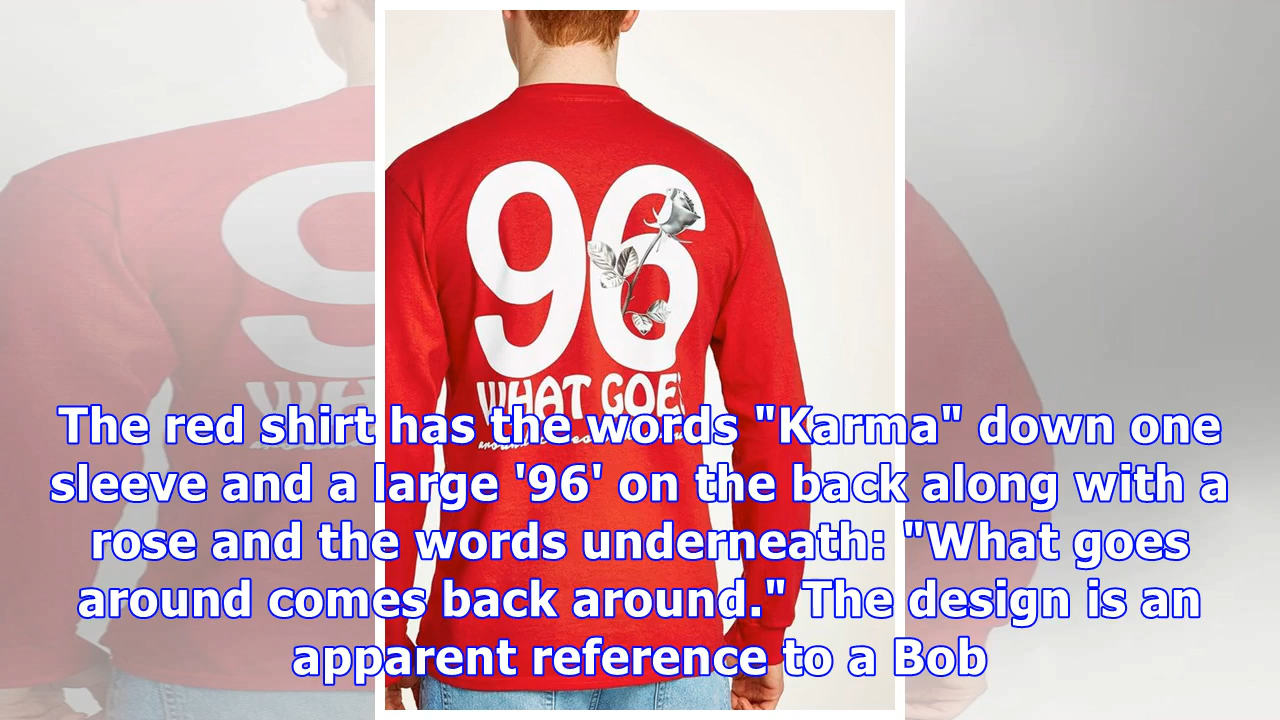 96
WHAT GOES
The red shirt has the words "Karma" down one
sleeve and a large '96' on the back along with a
rose and the words underneath: "What goes
around comes back around." The design is an
apparent reference to a Bob